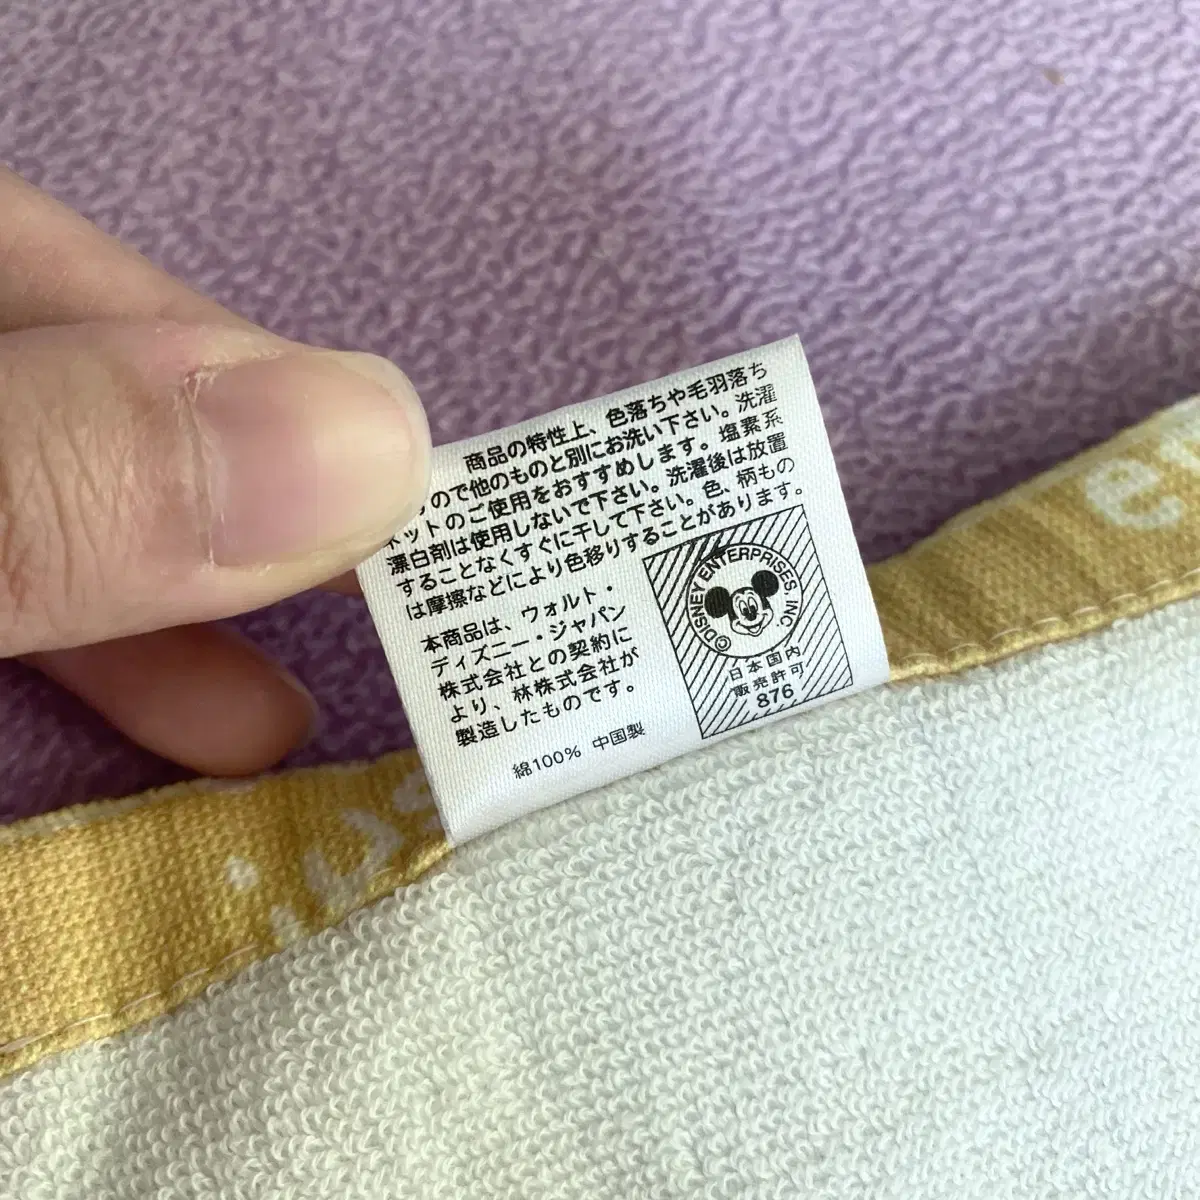 商品の特性上、色落ちや毛羽落ち
ので他のものと別にお洗い下さい。洗濯
ットのご使用をおすすめします。塩素系
漂白剤は使用しないで下さい。洗濯後は放置
することなくすぐに干して下さい。色、柄もの
は摩擦などにより色移りすることがあります。
本商品は、ウォルト・
ディズニー・ジャパン
株式会社との契約に
より、林株式会社が
製造したものです。
綿100% 中国製
©DISNEY ENTERPRISES, INC.
日本国内
販売許可
876
e